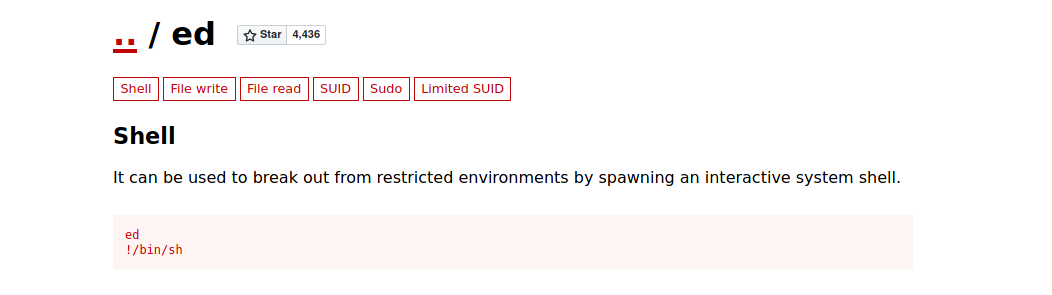 .. / ed Star 4,436
Shell File write File read SUID Sudo Limited SUID
Shell
It can be used to break out from restricted environments by spawning an interactive system shell.
ed
!/bin/sh